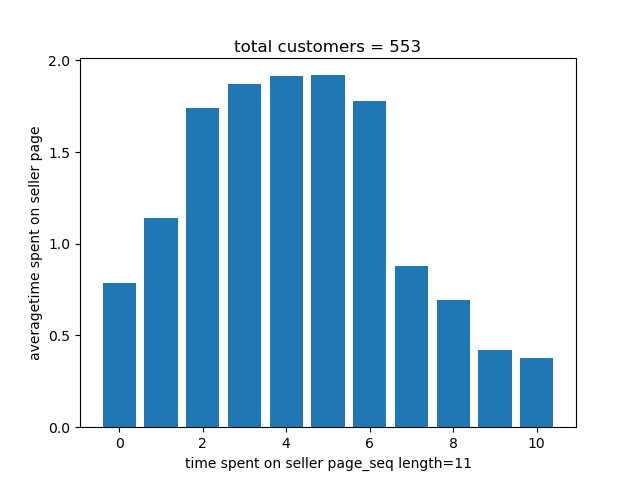 total customers = 553
averagetime spent on seller page
2.0
1.5
1.0
0.5
0.0
0 2 4 6 8 10
time spent on seller page_seq length=11